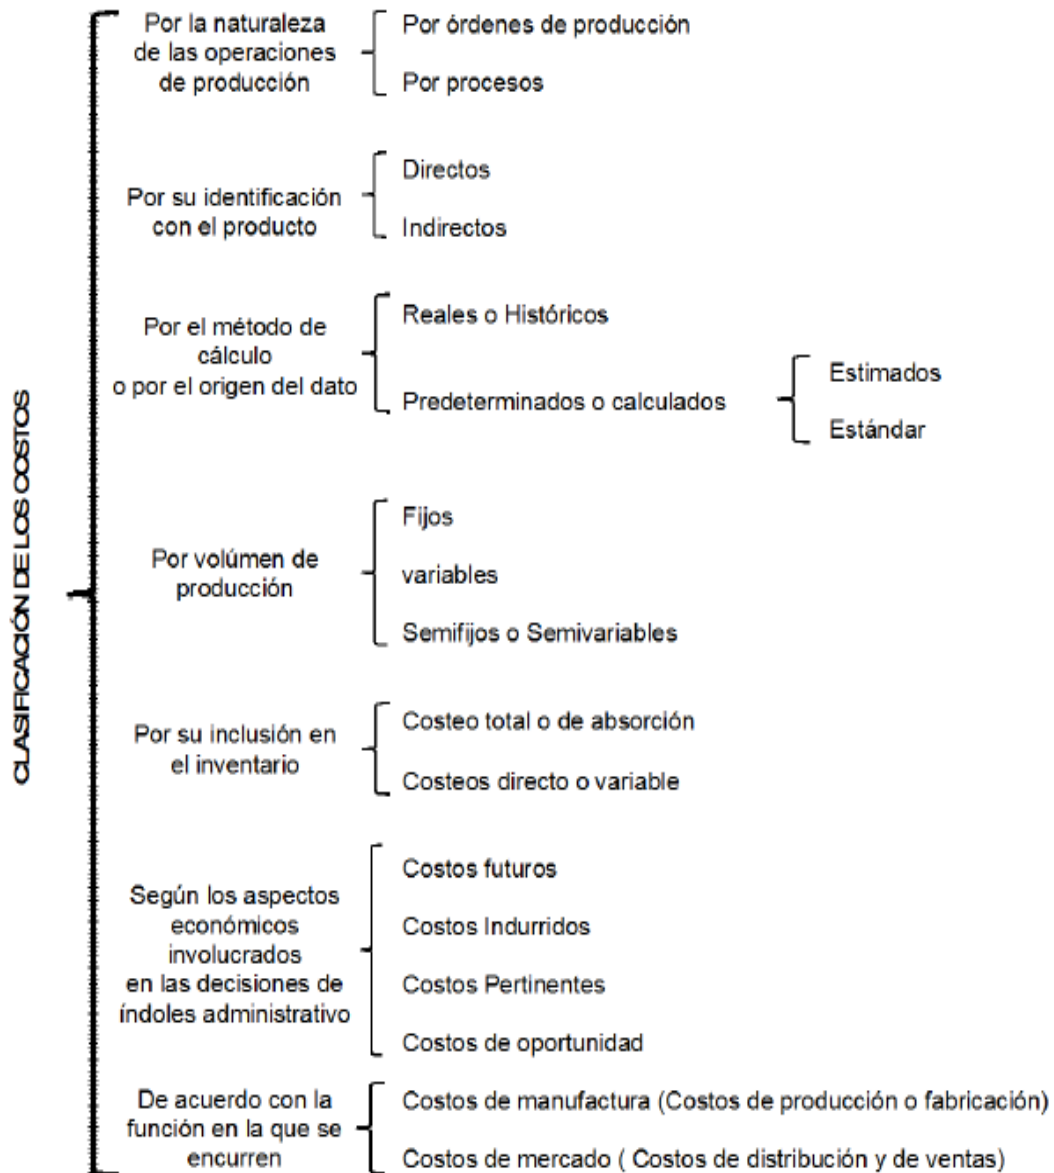 CLASIFICACIÓN DE LOS COSTOS
Por la naturaleza
de las operaciones
de producción
Por órdenes de producción
Por procesos
Por su identificación
con el producto
Directos
Indirectos
Por el método de
cálculo
o por el origen del dato
Reales o Históricos
Predeterminados o calculados
Estimados
Estándar
Por volúmen de
producción
Fijos
variables
Semifijos o Semivariables
Por su inclusión en
el inventario
Costeo total o de absorción
Costeos directo o variable
Según los aspectos
económicos
involucrados
en las decisiones de
índoles administrativo
Costos futuros
Costos Indurridos
Costos Pertinentes
Costos de oportunidad
De acuerdo con la
función en la que se
encurren
Costos de manufactura (Costos de producción o fabricación)
Costos de mercado ( Costos de distribución y de ventas)